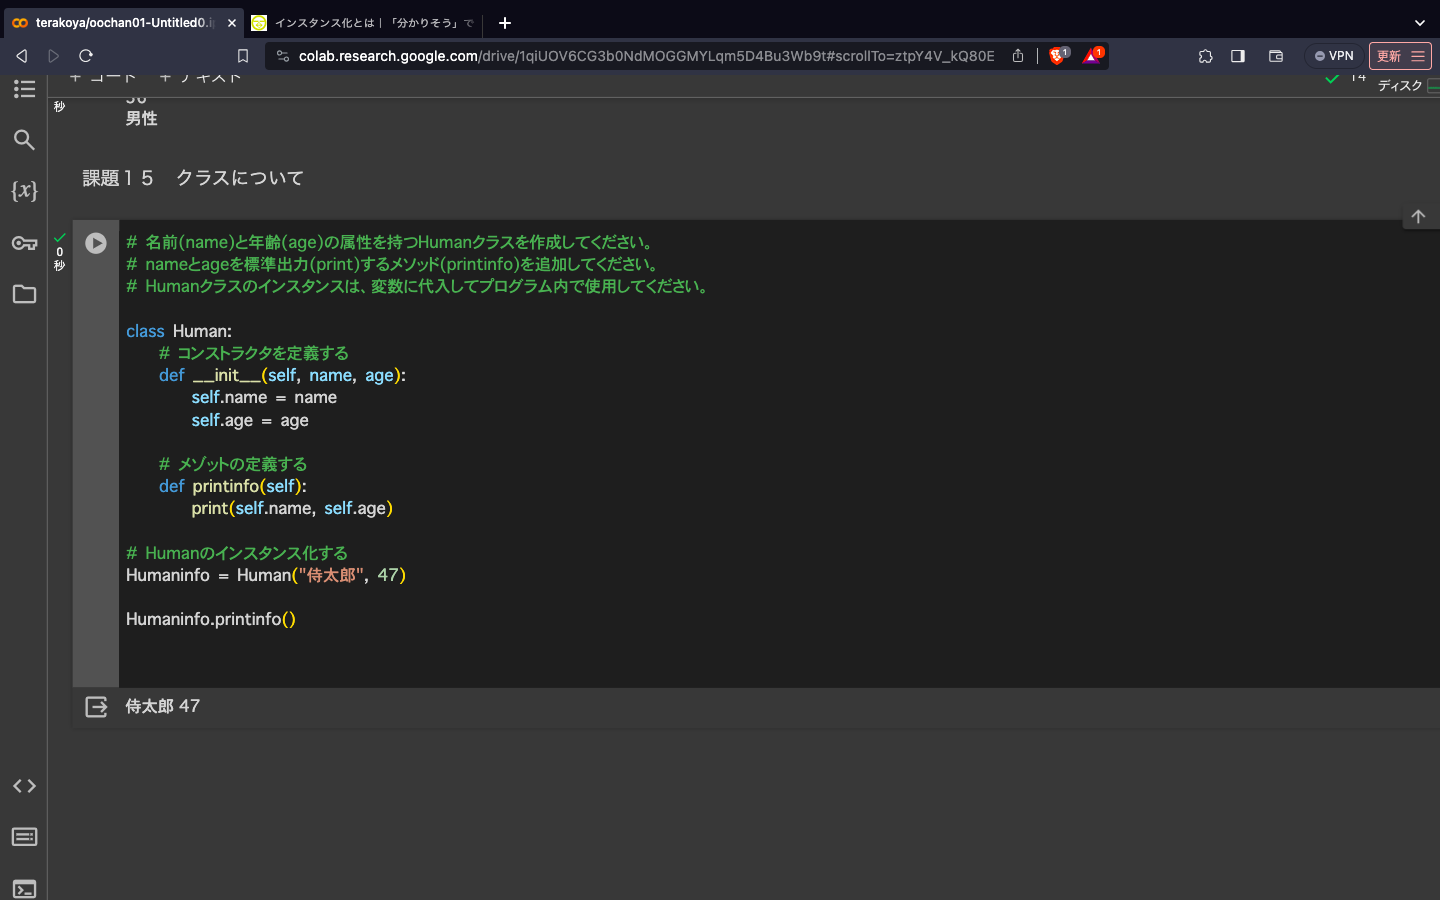 terakoya/oochan01-Untitled0.i
インスタンス化とは｜「分かりそう」で
colab.research.google.com/drive/1qiUOV6CG3b0NdMOGGMYLqm5D4Bu3Wb9t#scrollTo=ztpY4V_kQ80E
1
1
VPN
更新
+ コード + テキスト
14
ディスク
秒
男性
課題１５　クラスについて
0
秒
# 名前(name)と年齢(age)の属性を持つHumanクラスを作成してください。
# nameとageを標準出力(print)するメソッド(printinfo)を追加してください。
# Humanクラスのインスタンスは、変数に代入してプログラム内で使用してください。
class Human:
# コンストラクタを定義する
def __init__(self, name, age):
self.name = name
self.age = age
# メゾットの定義する
def printinfo(self):
print(self.name, self.age)
# Humanのインスタンス化する
Humaninfo = Human("侍太郎", 47)
Humaninfo.printinfo()
侍太郎 47